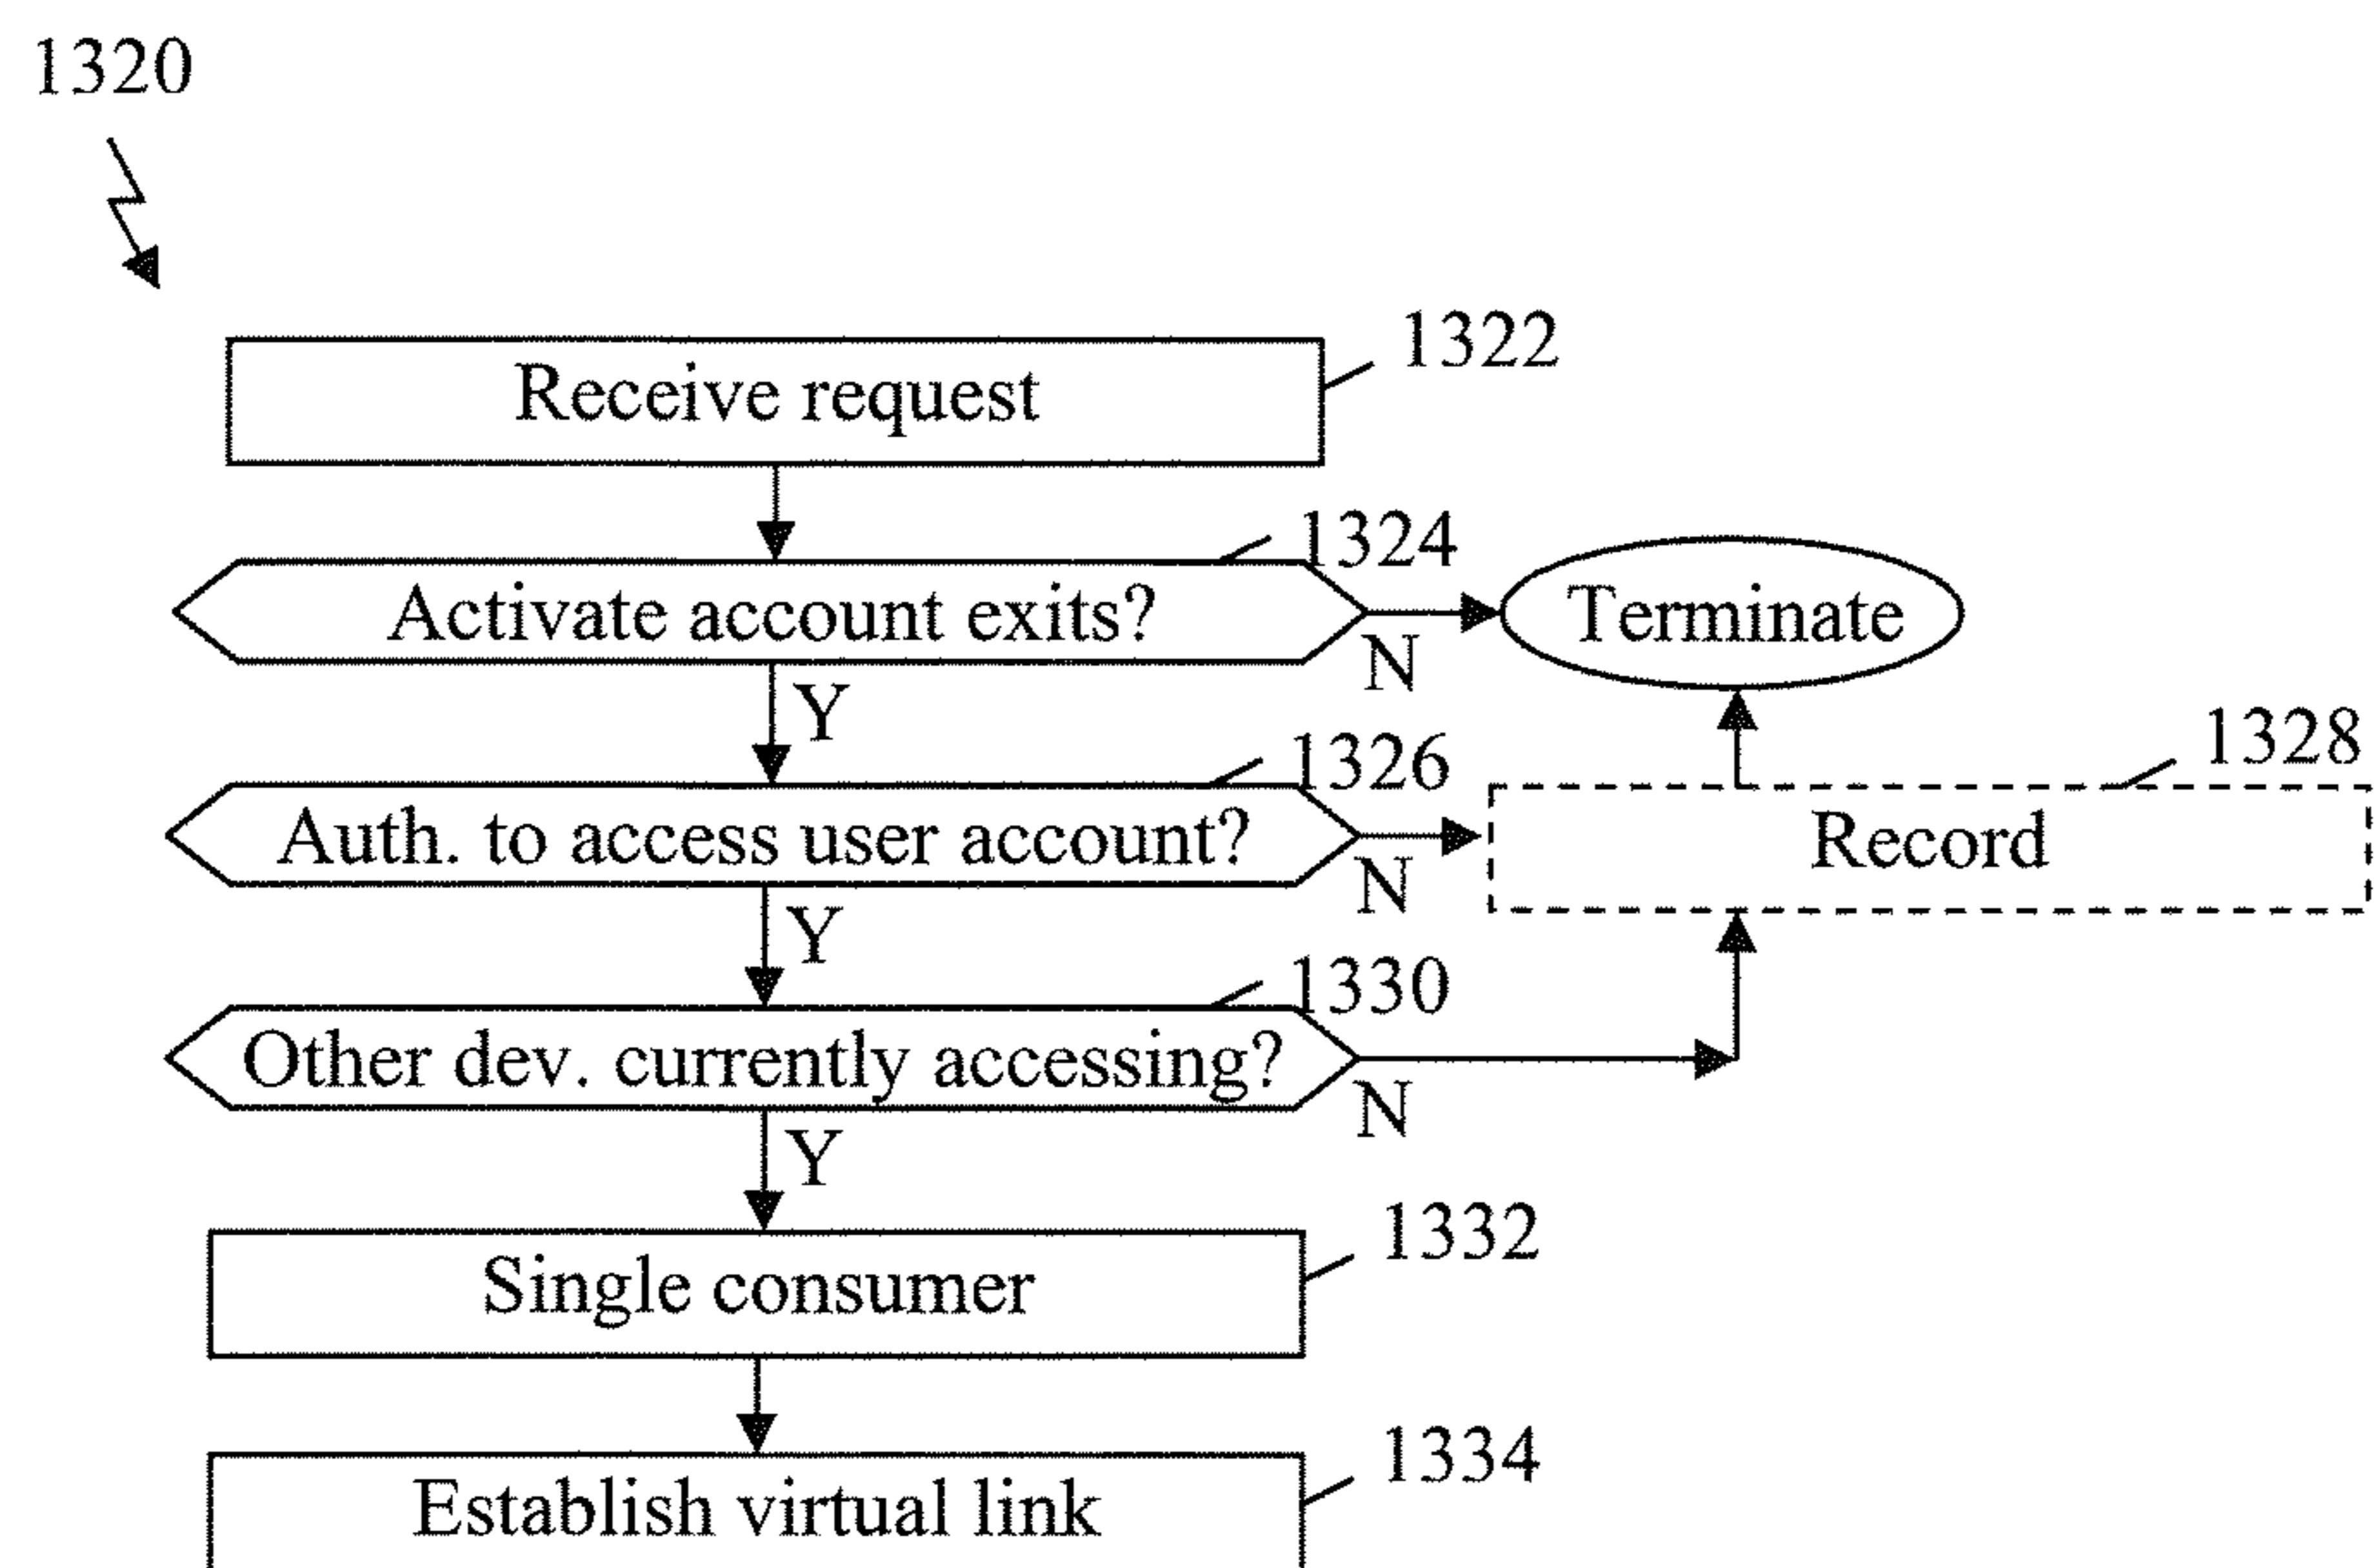 1320
1322
Receive request
1324
Activate account exits?
N
Terminate
Y
1326
1328
Auth. to access user account?
N
Record
Y
1330
Other dev. currently accessing?
N
Y
1332
Single consumer
1334
Establish virtual link